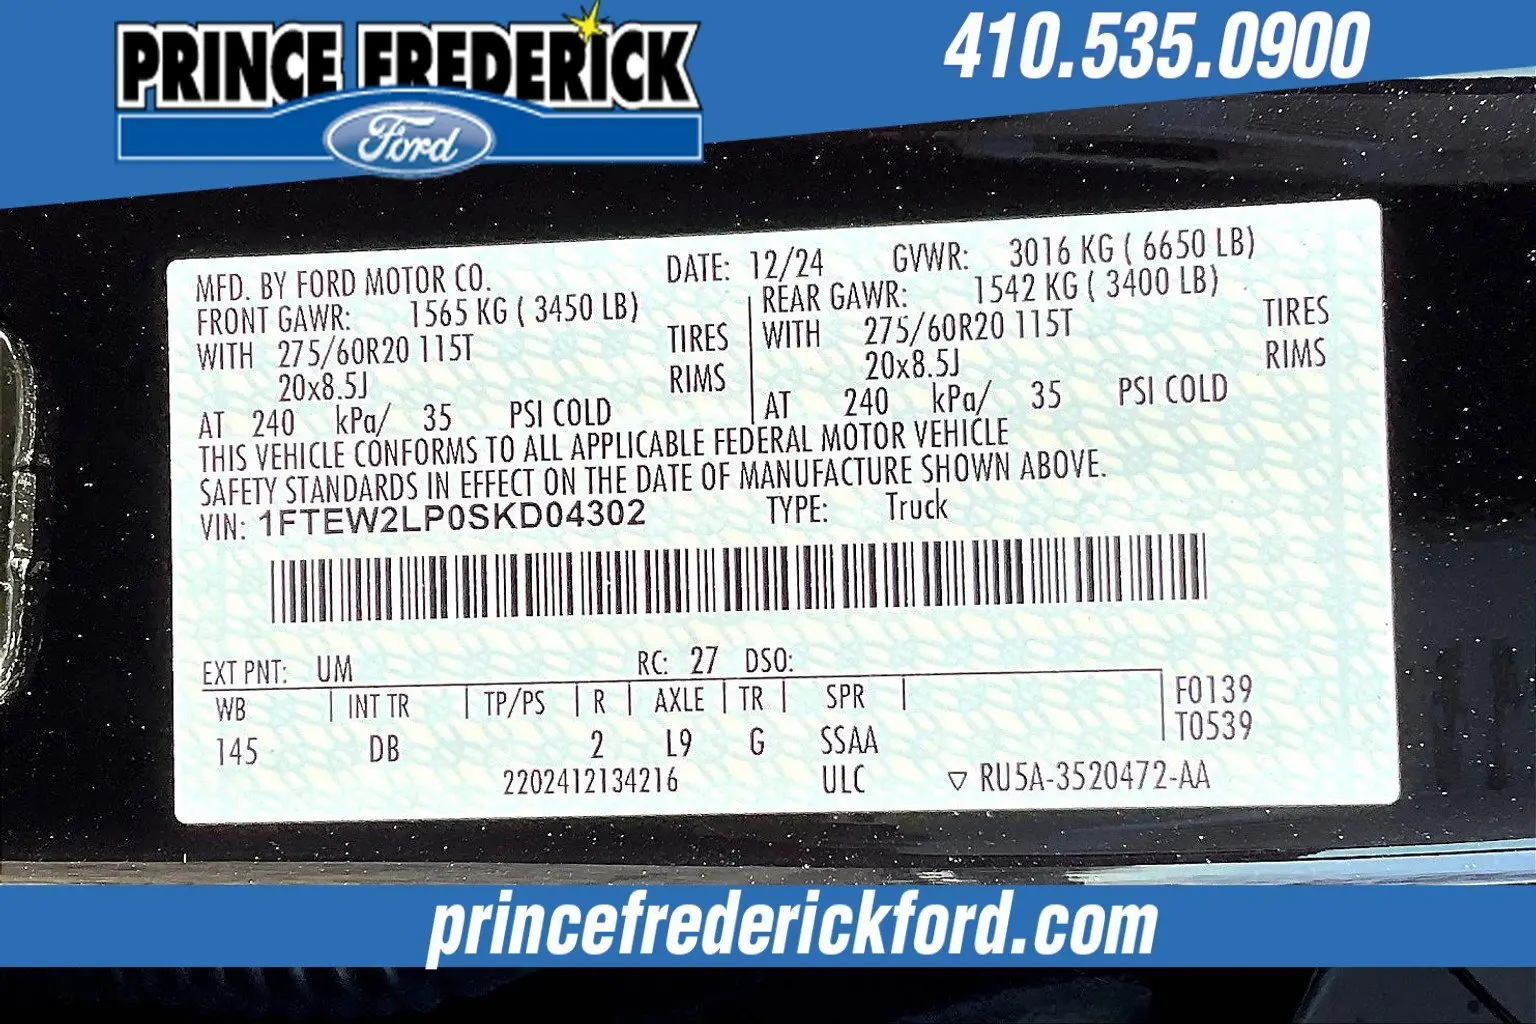 PRINCE FREDERICK
Ford
410.535.0900
MFD. BY FORD MOTOR CO. DATE: 12/24 GVWR: 3016 KG ( 6650 LB)
FRONT GAWR: 1565 KG ( 3450 LB) REAR GAWR: 1542 KG ( 3400 LB)
WITH 275/60R20 115T TIRES WITH 275/60R20 115T TIRES
20x8.5J RIMS 20x8.5J RIMS
AT 240 kPa/ 35 PSI COLD AT 240 kPa/ 35 PSI COLD
THIS VEHICLE CONFORMS TO ALL APPLICABLE FEDERAL MOTOR VEHICLE
SAFETY STANDARDS IN EFFECT ON THE DATE OF MANUFACTURE SHOWN ABOVE.
VIN: 1FTEW2LP0SKD04302 TYPE: Truck
EXT PNT: UM RC: 27 DSO:
WB INT TR TP/PS R AXLE TR SPR F0139
T0539
145 DB 2 L9 G SSAA
2202412134216 ULC ▽ RU5A-3520472-AA
princefrederickford.com